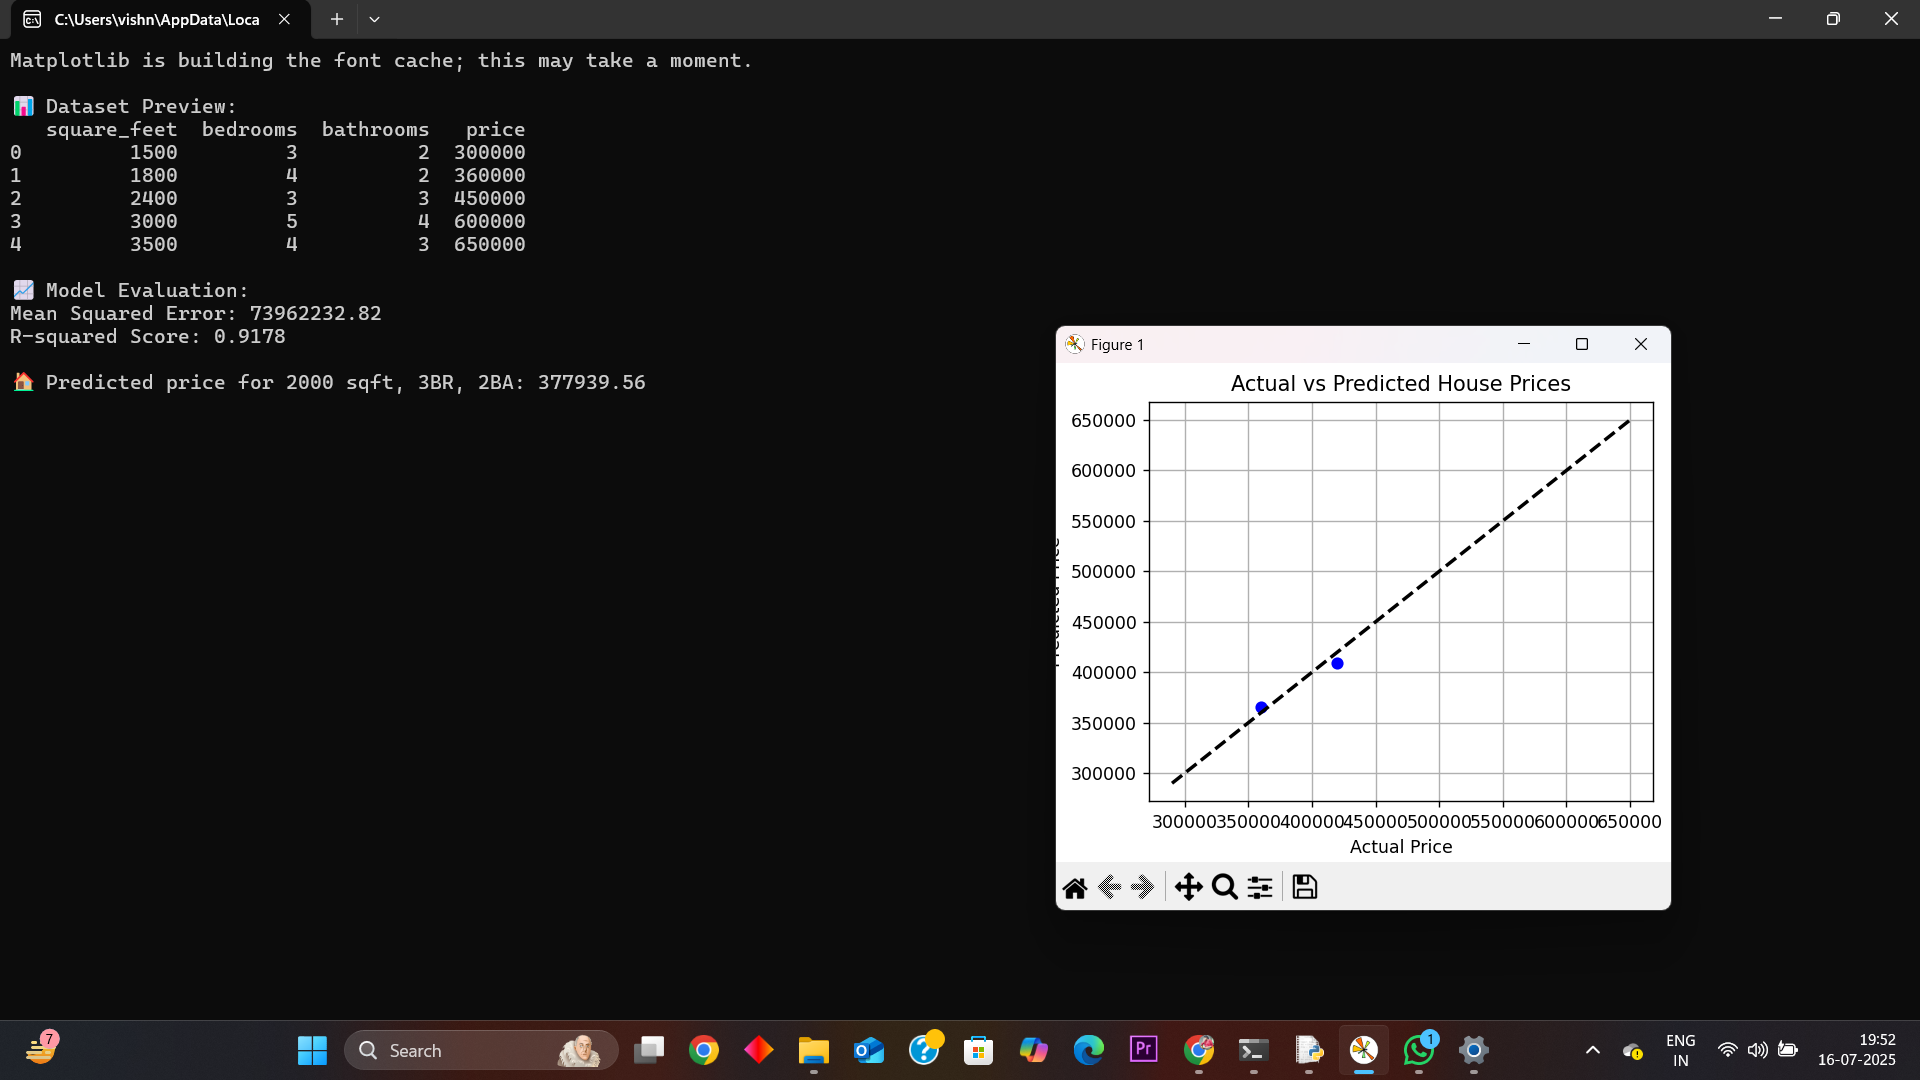 C:\Users\vishn\AppData\Loca
Matplotlib is building the font cache; this may take a moment.
📊 Dataset Preview:
square_feet bedrooms bathrooms price
0 1500 3 2 300000
1 1800 4 2 360000
2 2400 3 3 450000
3 3000 5 4 600000
4 3500 4 3 650000
📈 Model Evaluation:
Mean Squared Error: 73962232.82
R-squared Score: 0.9178
🏠 Predicted price for 2000 sqft, 3BR, 2BA: 377939.56
Figure 1
Actual vs Predicted House Prices
650000
600000
550000
500000
450000
400000
350000
300000
300000 350000 400000 450000 500000 550000 600000 650000
Actual Price
7
Search
Pr
1
ENG
IN
19:52
16-07-2025